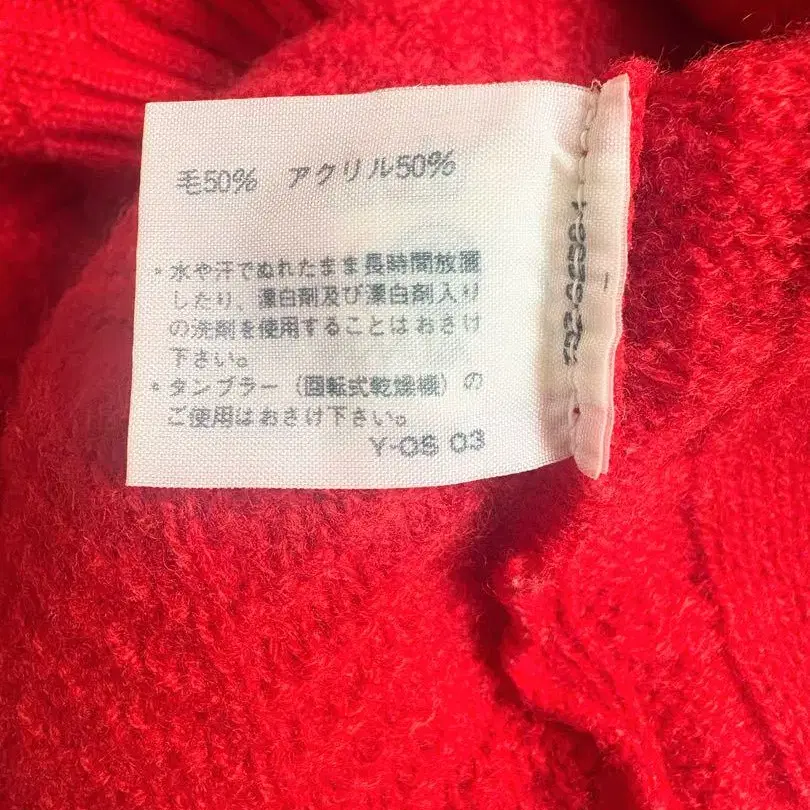 毛50% アクリル50%
・水や汗でぬれたまま長時間放置
したり、漂白剤及び漂白剤入り
の洗剤を使用することはおさけ
下さい。
・タンブラー（回転式乾燥機）の
ご使用はおさけ下さい。
Y-OS 03